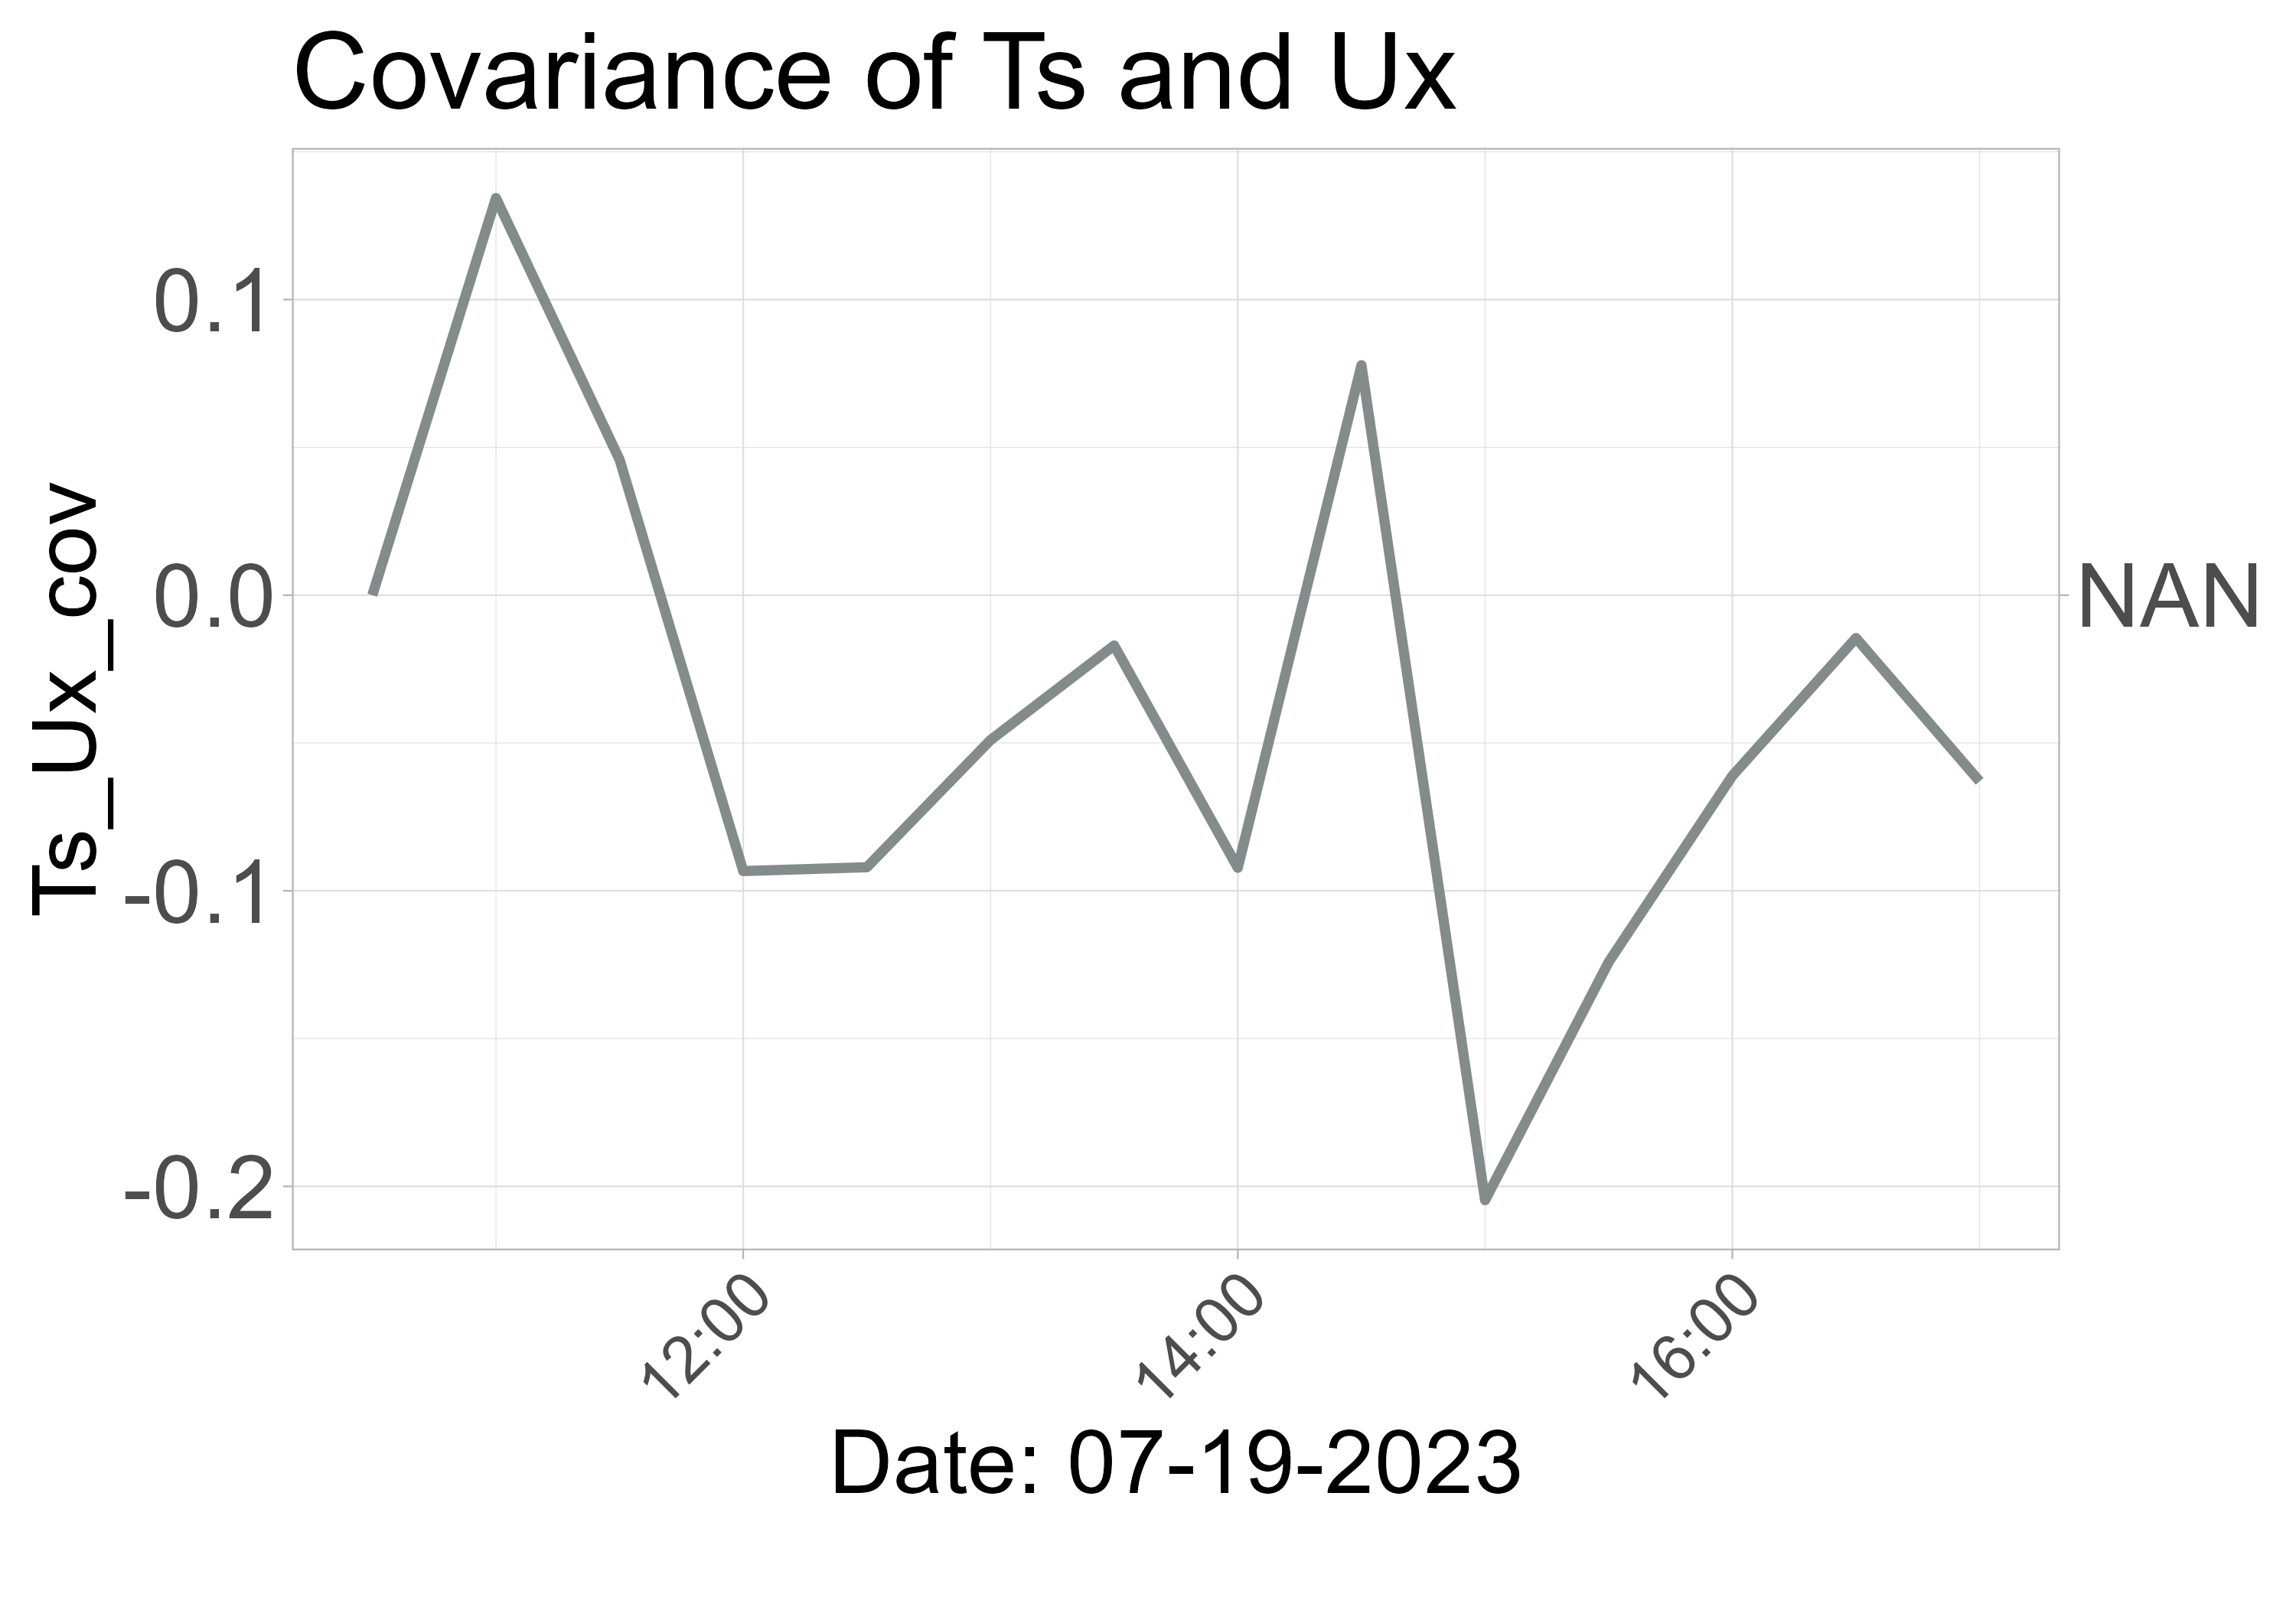 Covariance of Ts and Ux
Ts_Ux_cov
0.1
0.0
-0.1
-0.2
NAN
12:00
14:00
16:00
Date: 07-19-2023